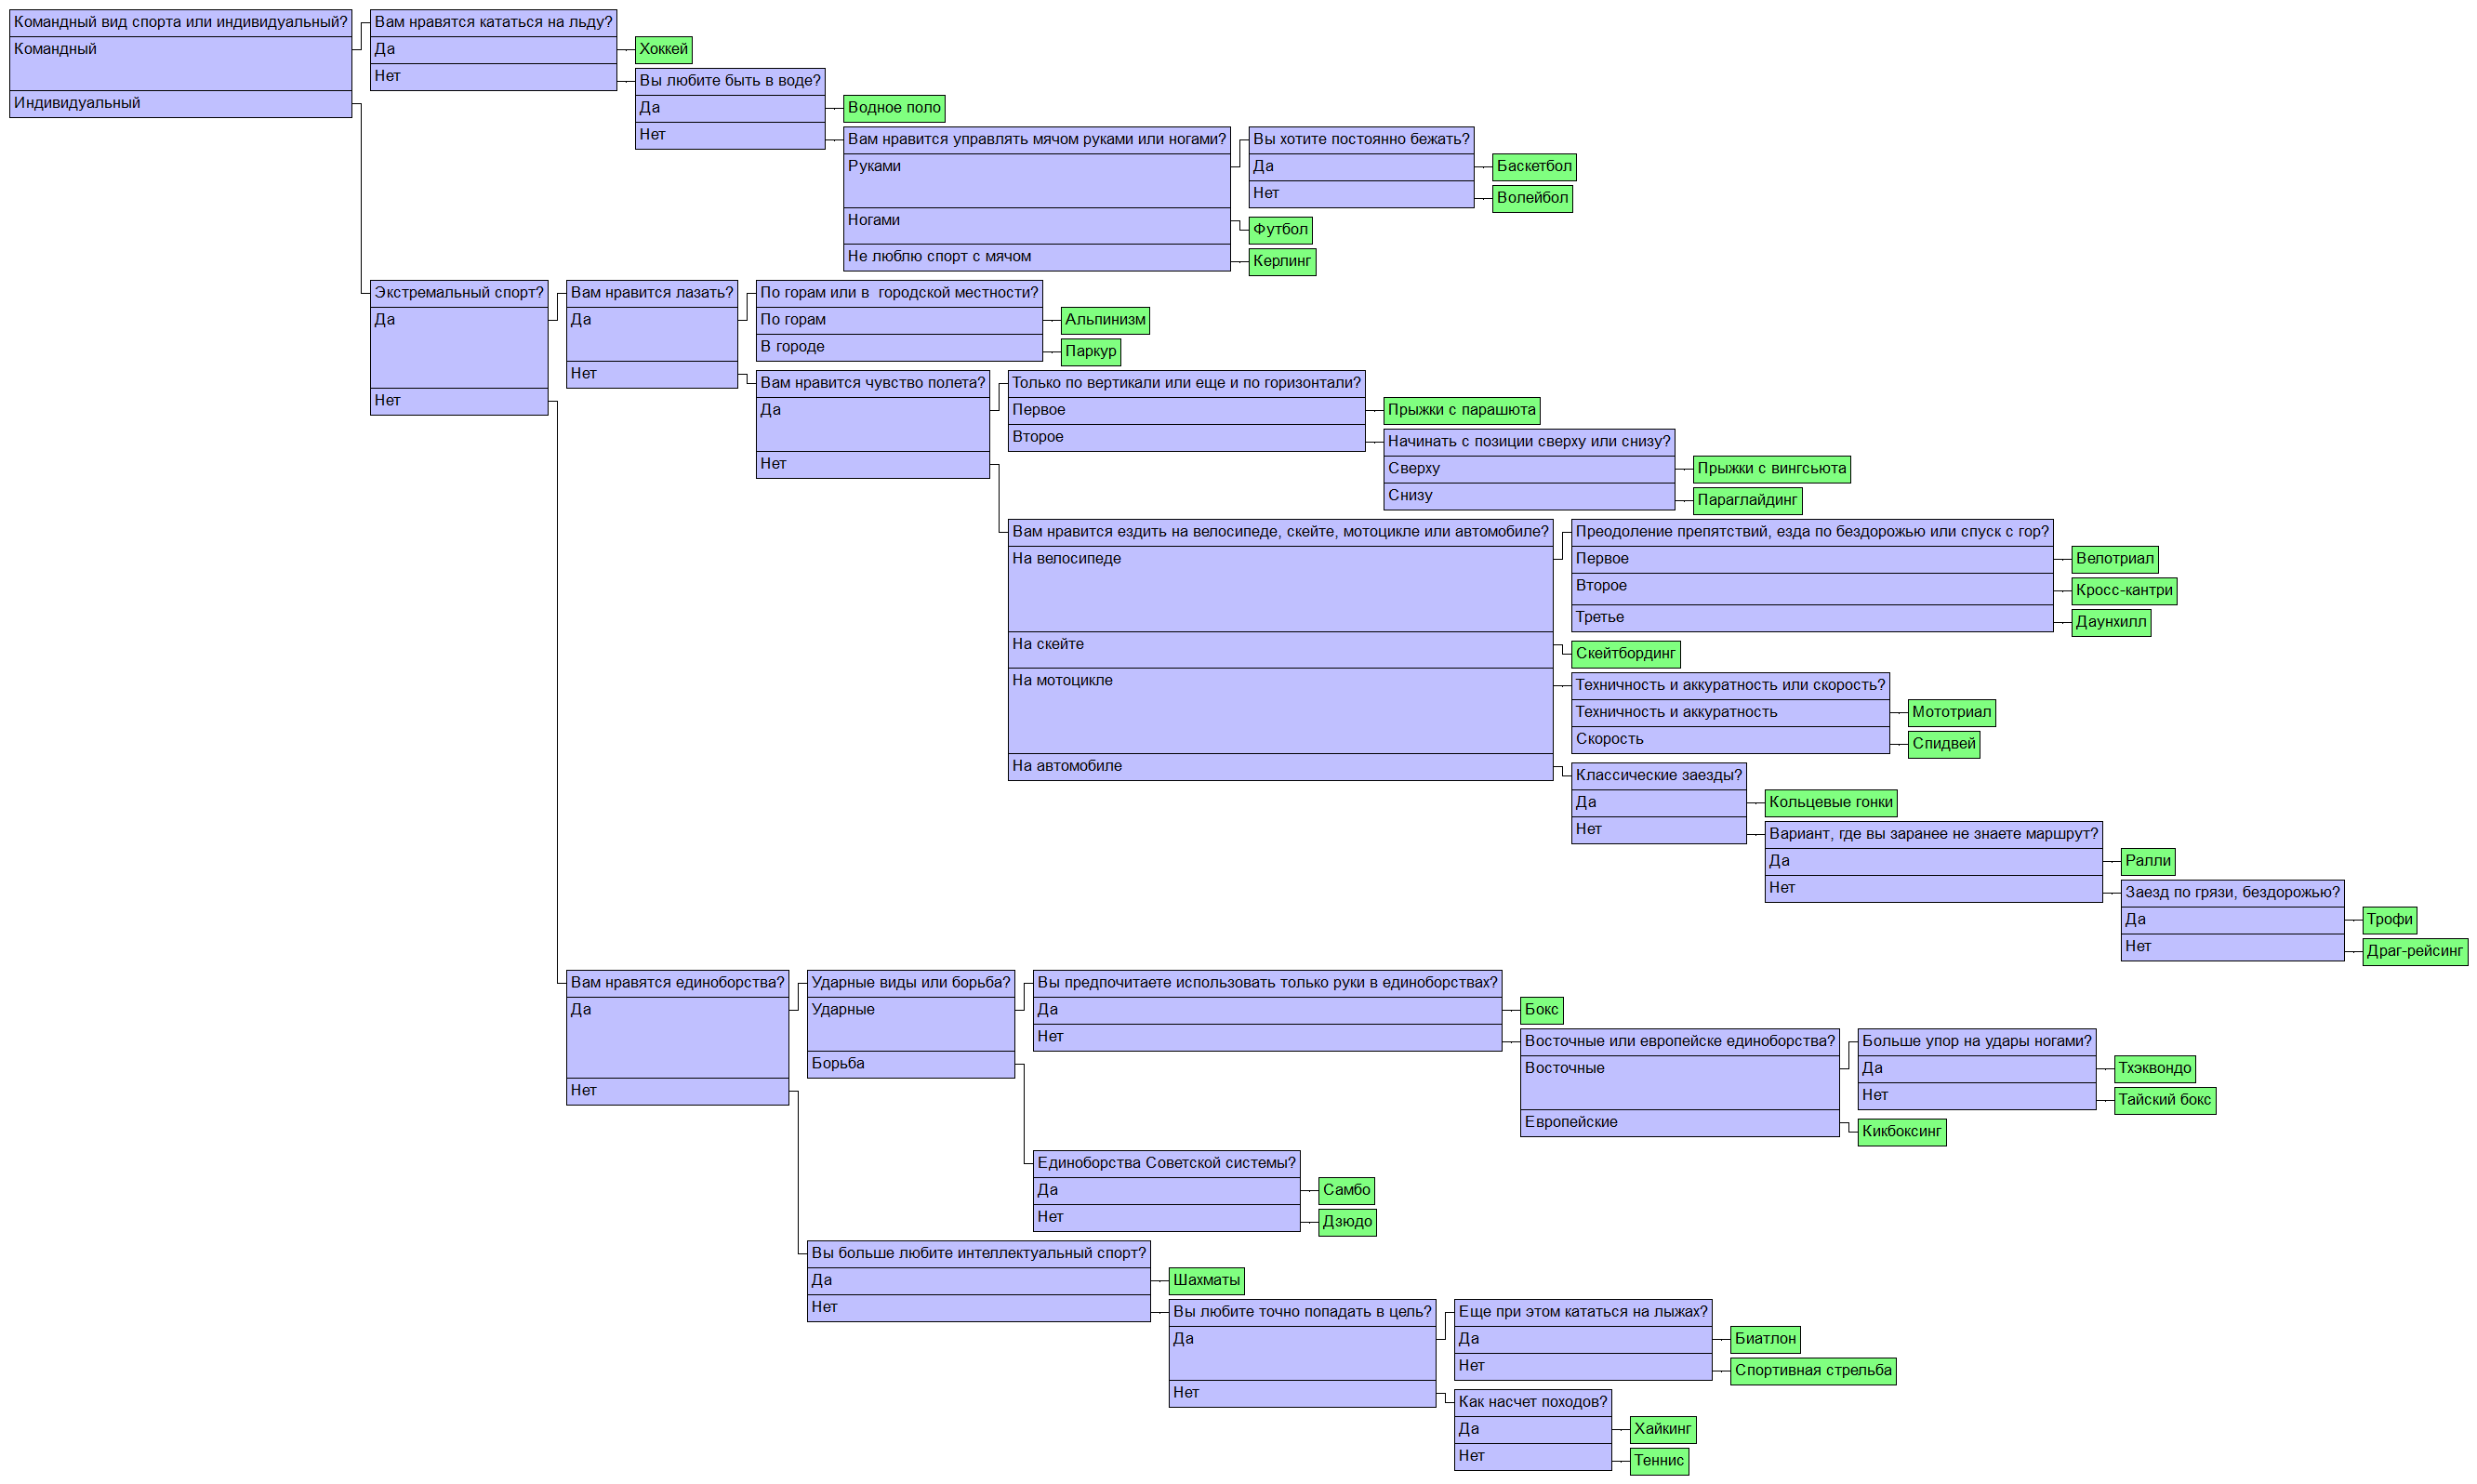 Командный вид спорта или индивидуальный?
Командный
Индивидуальный
Вам нравятся кататься на льду?
Да
Нет
Хоккей
Вы любите быть в воде?
Да
Нет
Водное поло
Вам нравится управлять мячом руками или ногами?
Руками
Ногами
Не люблю спорт с мячом
Вы хотите постоянно бежать?
Да
Нет
Баскетбол
Волейбол
Футбол
Керлинг
Экстремальный спорт?
Да
Нет
Вам нравится лазать?
Да
Нет
По горам или в  городской местности?
По горам
В городе
Альпинизм
Паркур
Вам нравится чувство полета?
Да
Нет
Только по вертикали или еще и по горизонтали?
Первое
Второе
Прыжки с парашюта
Начинать с позиции сверху или снизу?
Сверху
Снизу
Прыжки с вингсьюта
Параглайдинг
Вам нравится ездить на велосипеде, скейте, мотоцикле или автомобиле?
На велосипеде
На скейте
На мотоцикле
На автомобиле
Преодоление препятствий, езда по бездорожью или спуск с гор?
Первое
Второе
Третье
Велотриал
Кросс-кантри
Даунхилл
Скейтбординг
Техничность и аккуратность или скорость?
Техничность и аккуратность
Скорость
Мототриал
Спидвей
Классические заезды?
Да
Нет
Кольцевые гонки
Вариант, где вы заранее не знаете маршрут?
Да
Нет
Ралли
Заезд по грязи, бездорожью?
Да
Нет
Трофи
Драг-рейсинг
Вам нравятся единоборства?
Да
Нет
Ударные виды или борьба?
Ударные
Борьба
Вы предпочитаете использовать только руки в единоборствах?
Да
Нет
Бокс
Восточные или европейске единоборства?
Восточные
Европейские
Больше упор на удары ногами?
Да
Нет
Тхэквондо
Тайский бокс
Кикбоксинг
Единоборства Советской системы?
Да
Нет
Самбо
Дзюдо
Вы больше любите интеллектуальный спорт?
Да
Нет
Шахматы
Вы любите точно попадать в цель?
Да
Нет
Еще при этом кататься на лыжах?
Да
Нет
Биатлон
Спортивная стрельба
Как насчет походов?
Да
Нет
Хайкинг
Теннис